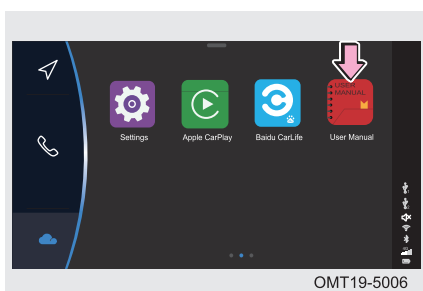 USER
MANUAL
Settings
Apple CarPlay
Baidu CarLife
User Manual
OMT19-5006